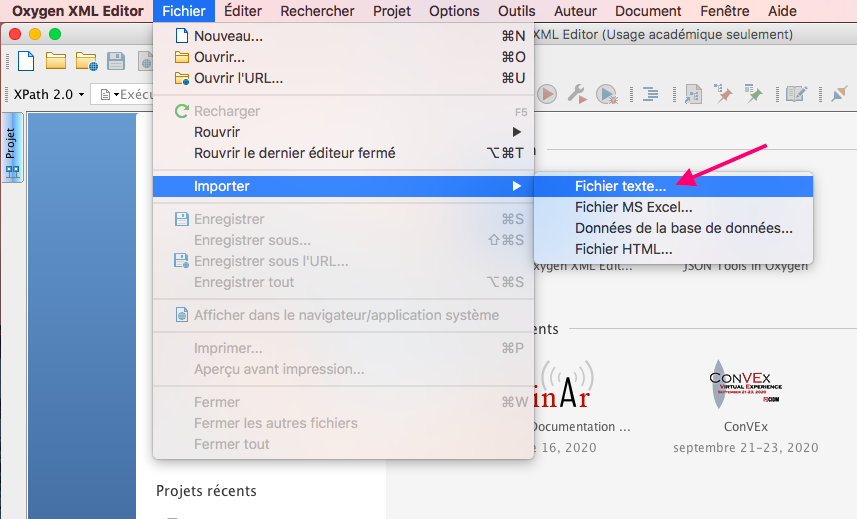 Oxygen XML Editor Fichier Éditer Rechercher Projet Options Outils Auteur Document Fenêtre Aide
XML Editor (Usage académique seulement)
Nouveau... ⌘N
Ouvrir... ⌘O
Ouvrir l'URL... ⌘U
XPath 2.0
Exécu
Recharger F5
Rouvrir
Rouvrir le dernier éditeur fermé ⌥⌘T
Projet
Importer
Fichier texte...
Fichier MS Excel...
Données de la base de données...
Fichier HTML...
Enregistrer ⌘S
Enregistrer sous... ⇧⌘S
Enregistrer sous l'URL...
Enregistrer tout ⌥⌘S
xygen XML Edit... JSON Tools in Oxygen
Afficher dans le navigateur/application système
ents
Imprimer... ⌘P
Aperçu avant impression...
Fermer ⌘W
Fermer les autres fichiers
Fermer tout
inAr
ConVEx
Virtual Experience
September 21-23, 2020
Documentation ... ConVEx
e 16, 2020 septembre 21–23, 2020
Projets récents